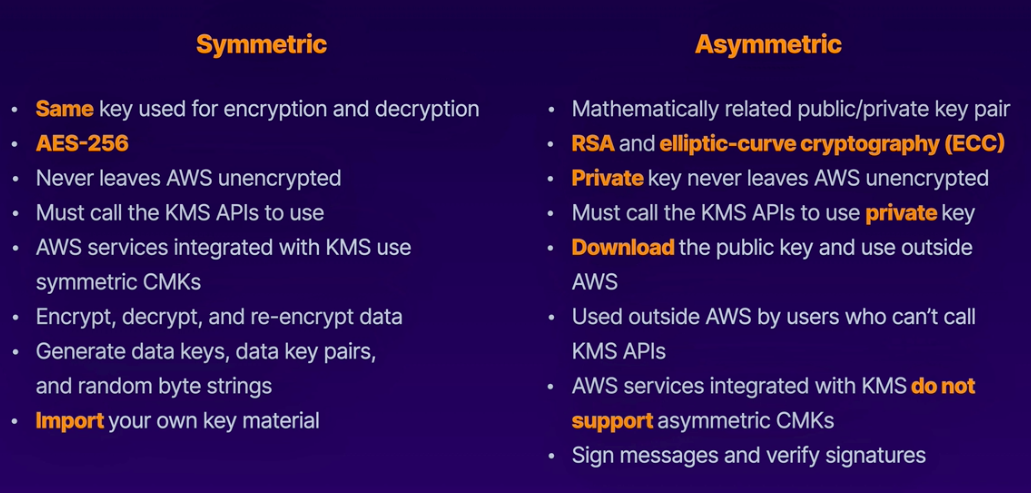 Symmetric
• Same key used for encryption and decryption
• AES-256
• Never leaves AWS unencrypted
• Must call the KMS APIs to use
• AWS services integrated with KMS use
symmetric CMKs
• Encrypt, decrypt, and re-encrypt data
• Generate data keys, data key pairs,
and random byte strings
• Import your own key material
Asymmetric
• Mathematically related public/private key pair
• RSA and elliptic-curve cryptography (ECC)
• Private key never leaves AWS unencrypted
• Must call the KMS APIs to use private key
• Download the public key and use outside
AWS
• Used outside AWS by users who can't call
KMS APIs
• AWS services integrated with KMS do not
support asymmetric CMKs
• Sign messages and verify signatures